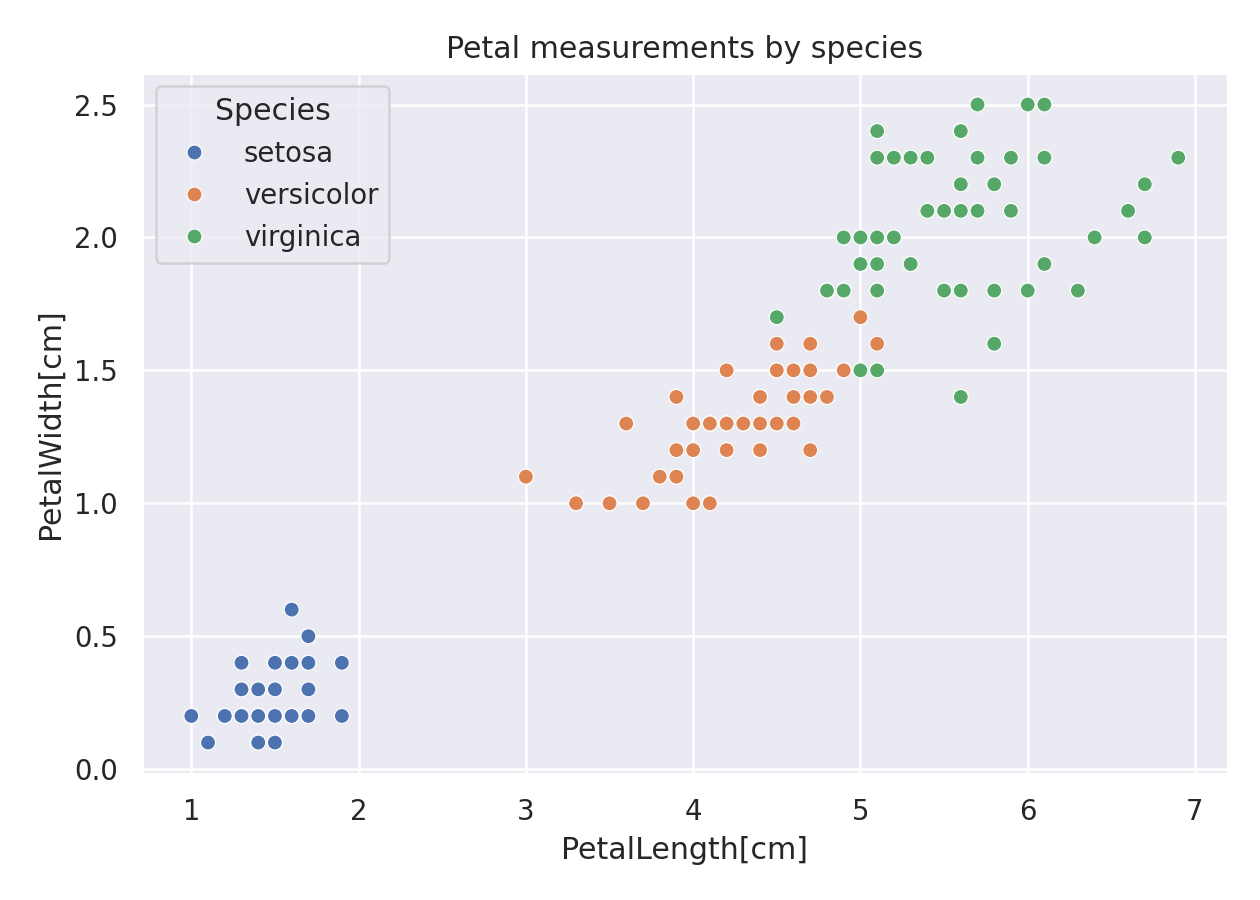 Petal measurements by species
2.5
2.0
1.5
1.0
0.5
0.0
PetalWidth[cm]
Species
setosa
versicolor
virginica
1 2 3 4 5 6 7
PetalLength[cm]